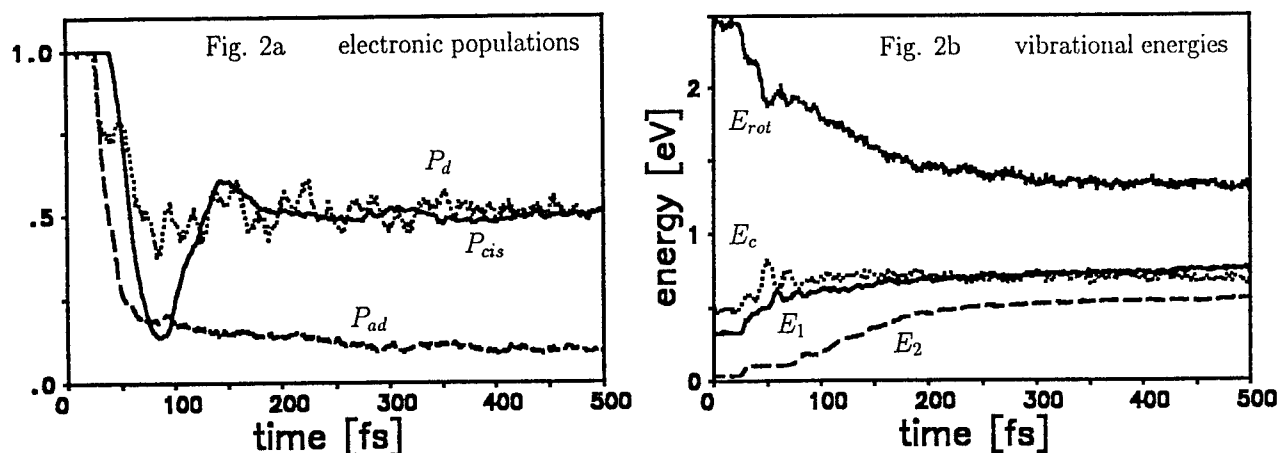 Fig. 2a electronic populations
1.0
.5
.0
P_d
P_cis
P_ad
0 100 200 300 400 500
time [fs]
Fig. 2b vibrational energies
energy [eV]
2
1
0
E_rot
E_c
E_1
E_2
0 100 200 300 400 500
time [fs]